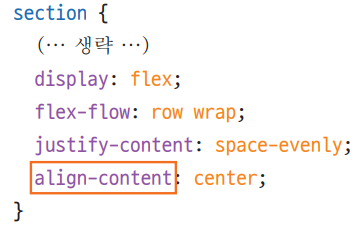 section {
(… 생략 …)
display: flex;
flex-flow: row wrap;
justify-content: space-evenly;
align-content: center;
}